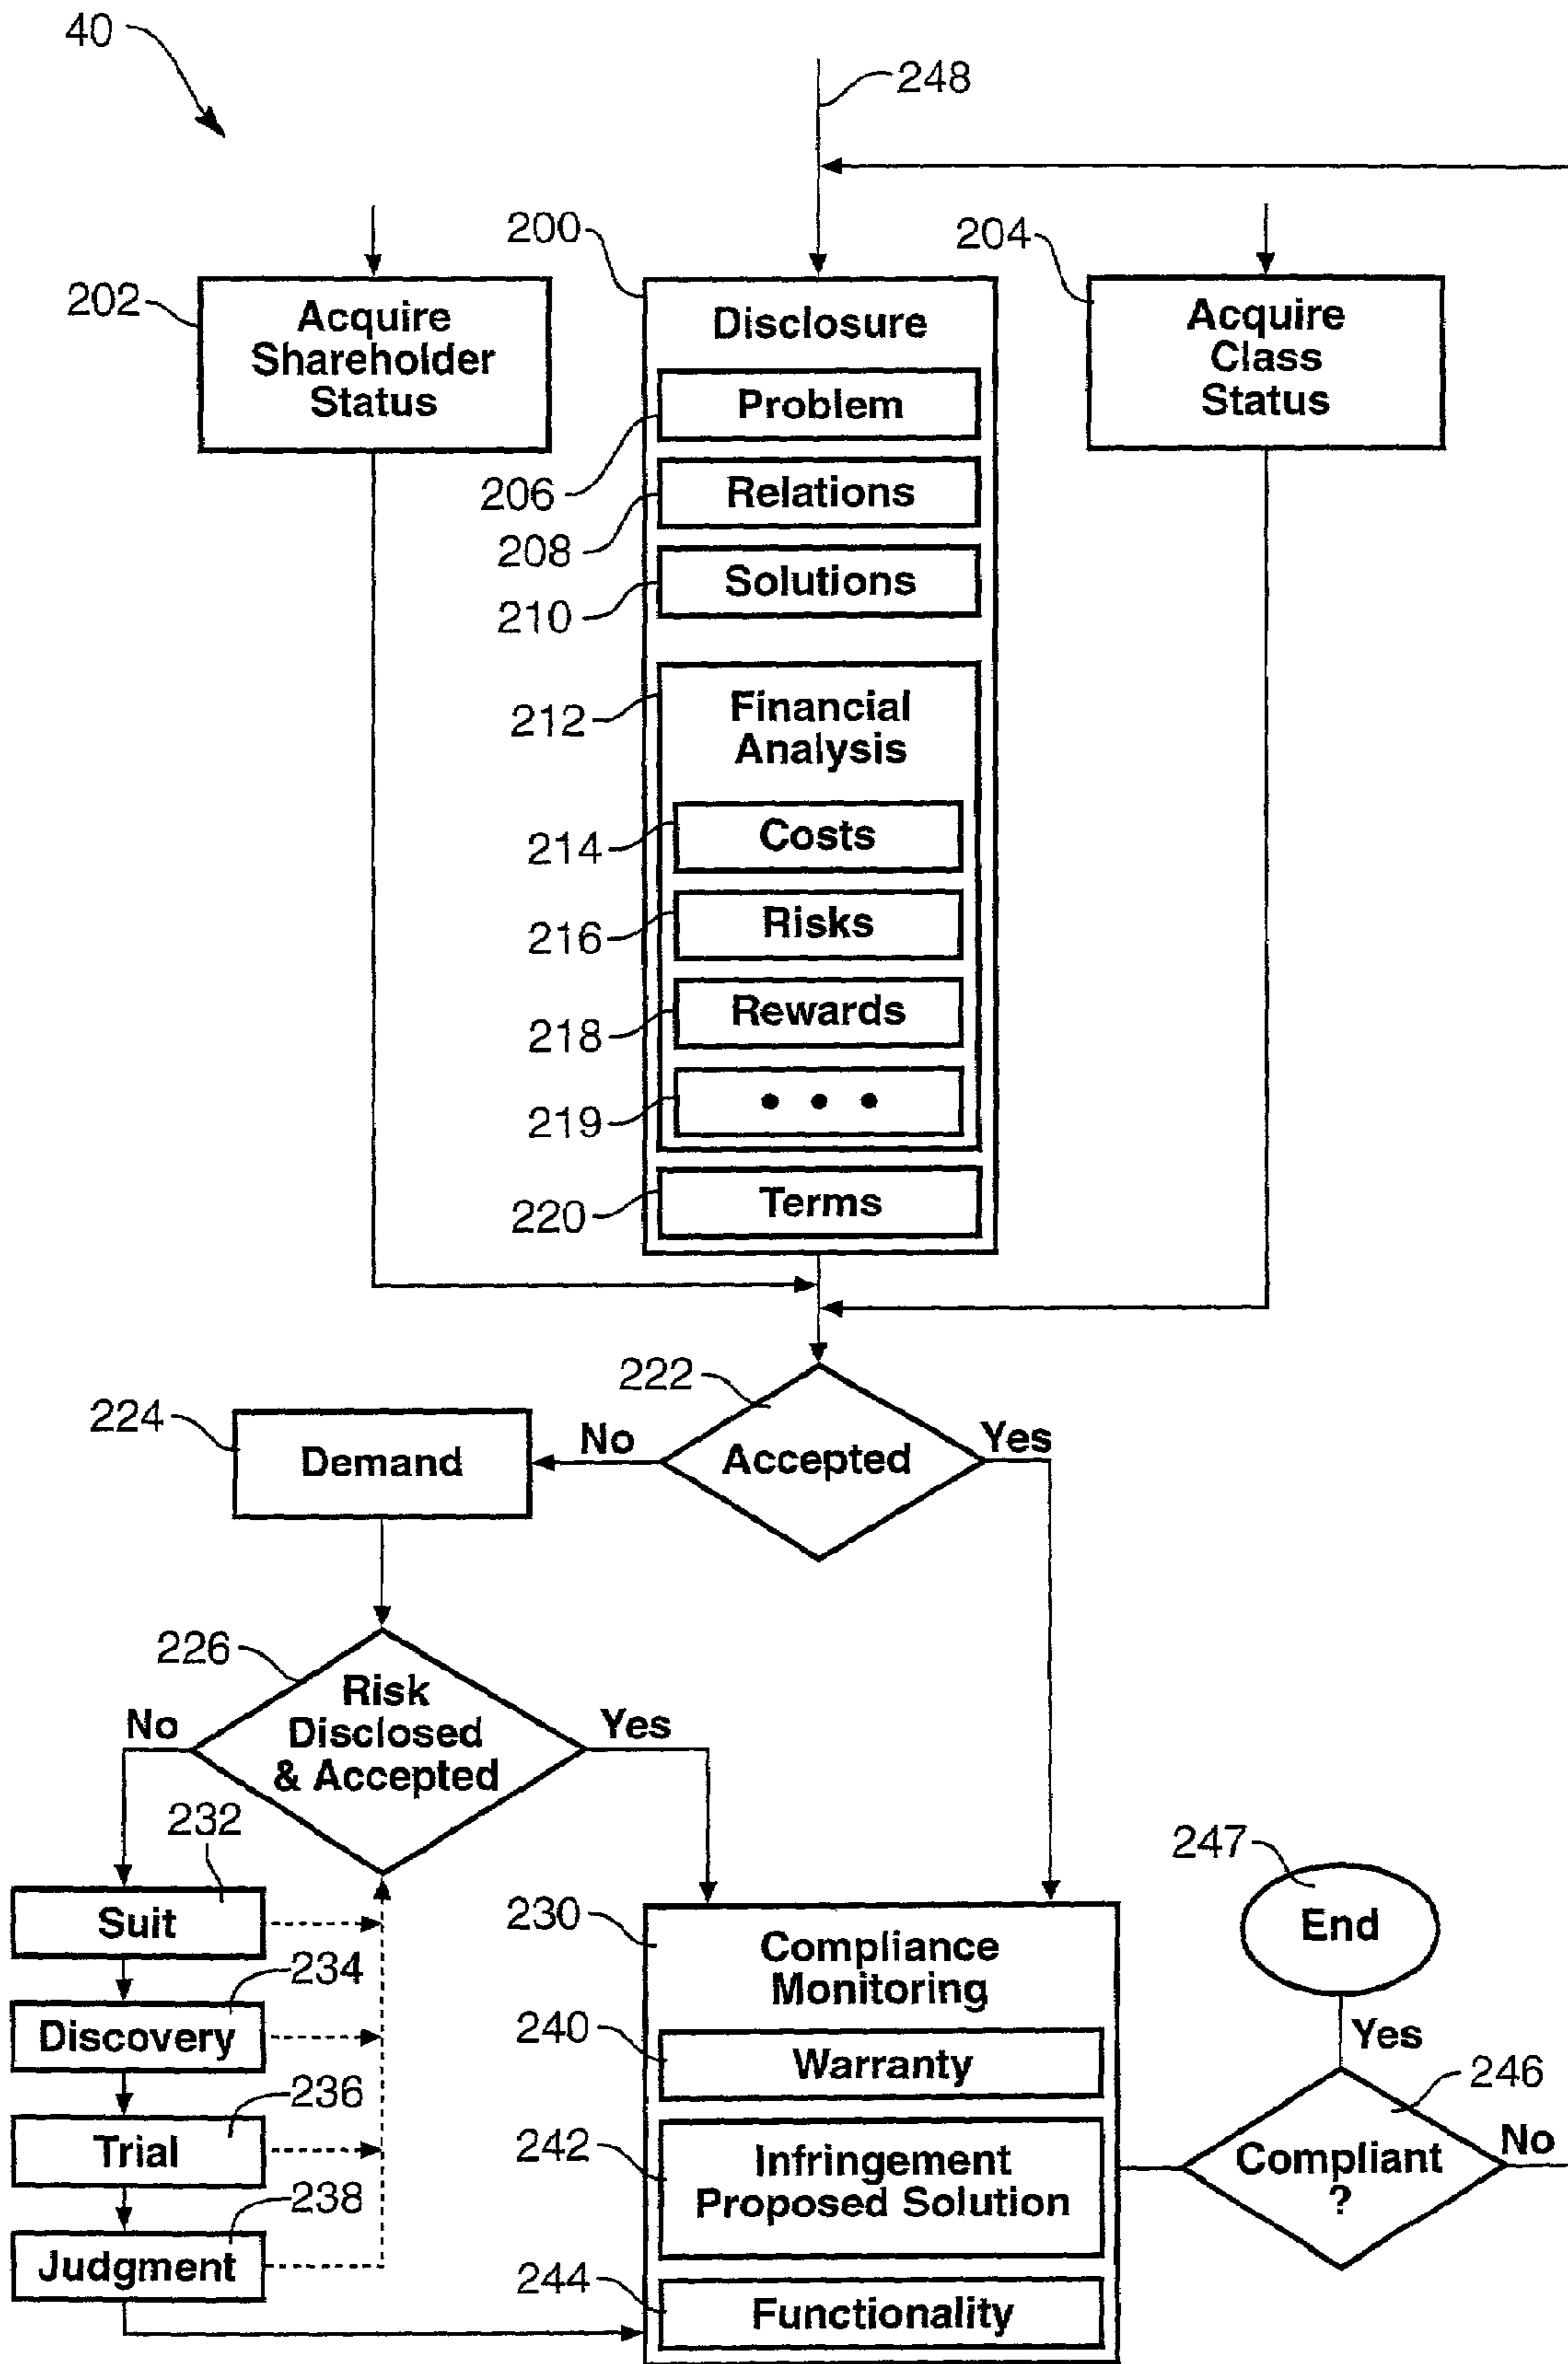 40
248
200
204
202
Acquire
Shareholder
Status
Disclosure
Acquire
Class
Status
Problem
206
Relations
208
Solutions
210
212
Financial
Analysis
214
Costs
216
Risks
218
Rewards
219
• • •
220
Terms
222
224
Demand
No
Accepted
Yes
226
Risk
Disclosed
& Accepted
No
Yes
232
Suit
234
Discovery
236
Trial
238
Judgment
230
Compliance
Monitoring
240
Warranty
242
Infringement
Proposed Solution
244
Functionality
247
End
Yes
246
Compliant
?
No